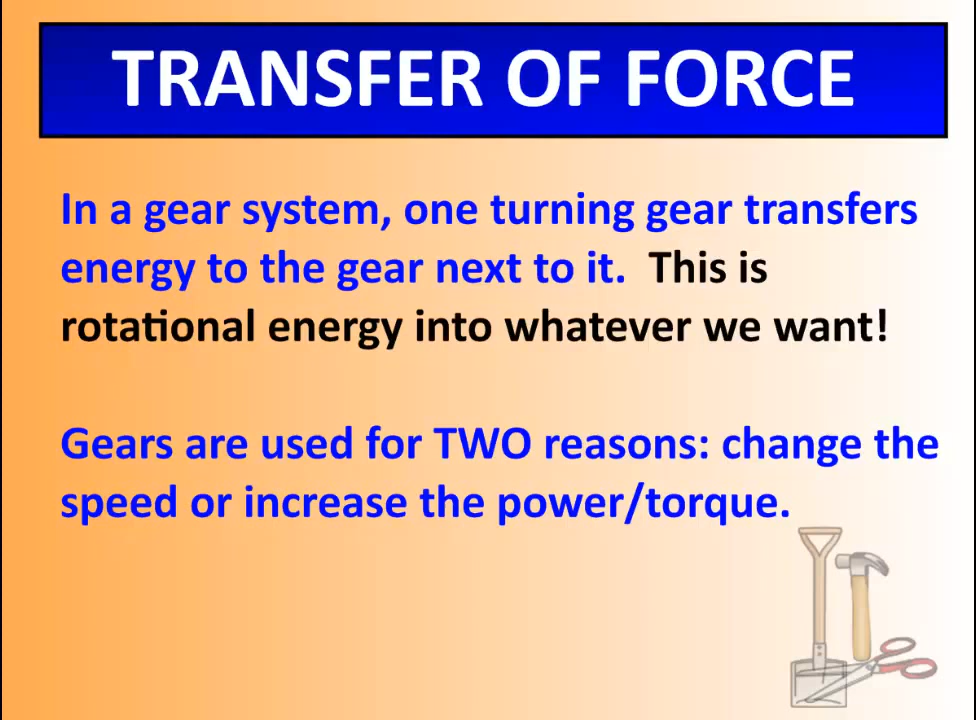 TRANSFER OF FORCE
In a gear system, one turning gear transfers
energy to the gear next to it.  This is
rotational energy into whatever we want!
Gears are used for TWO reasons: change the
speed or increase the power/torque.